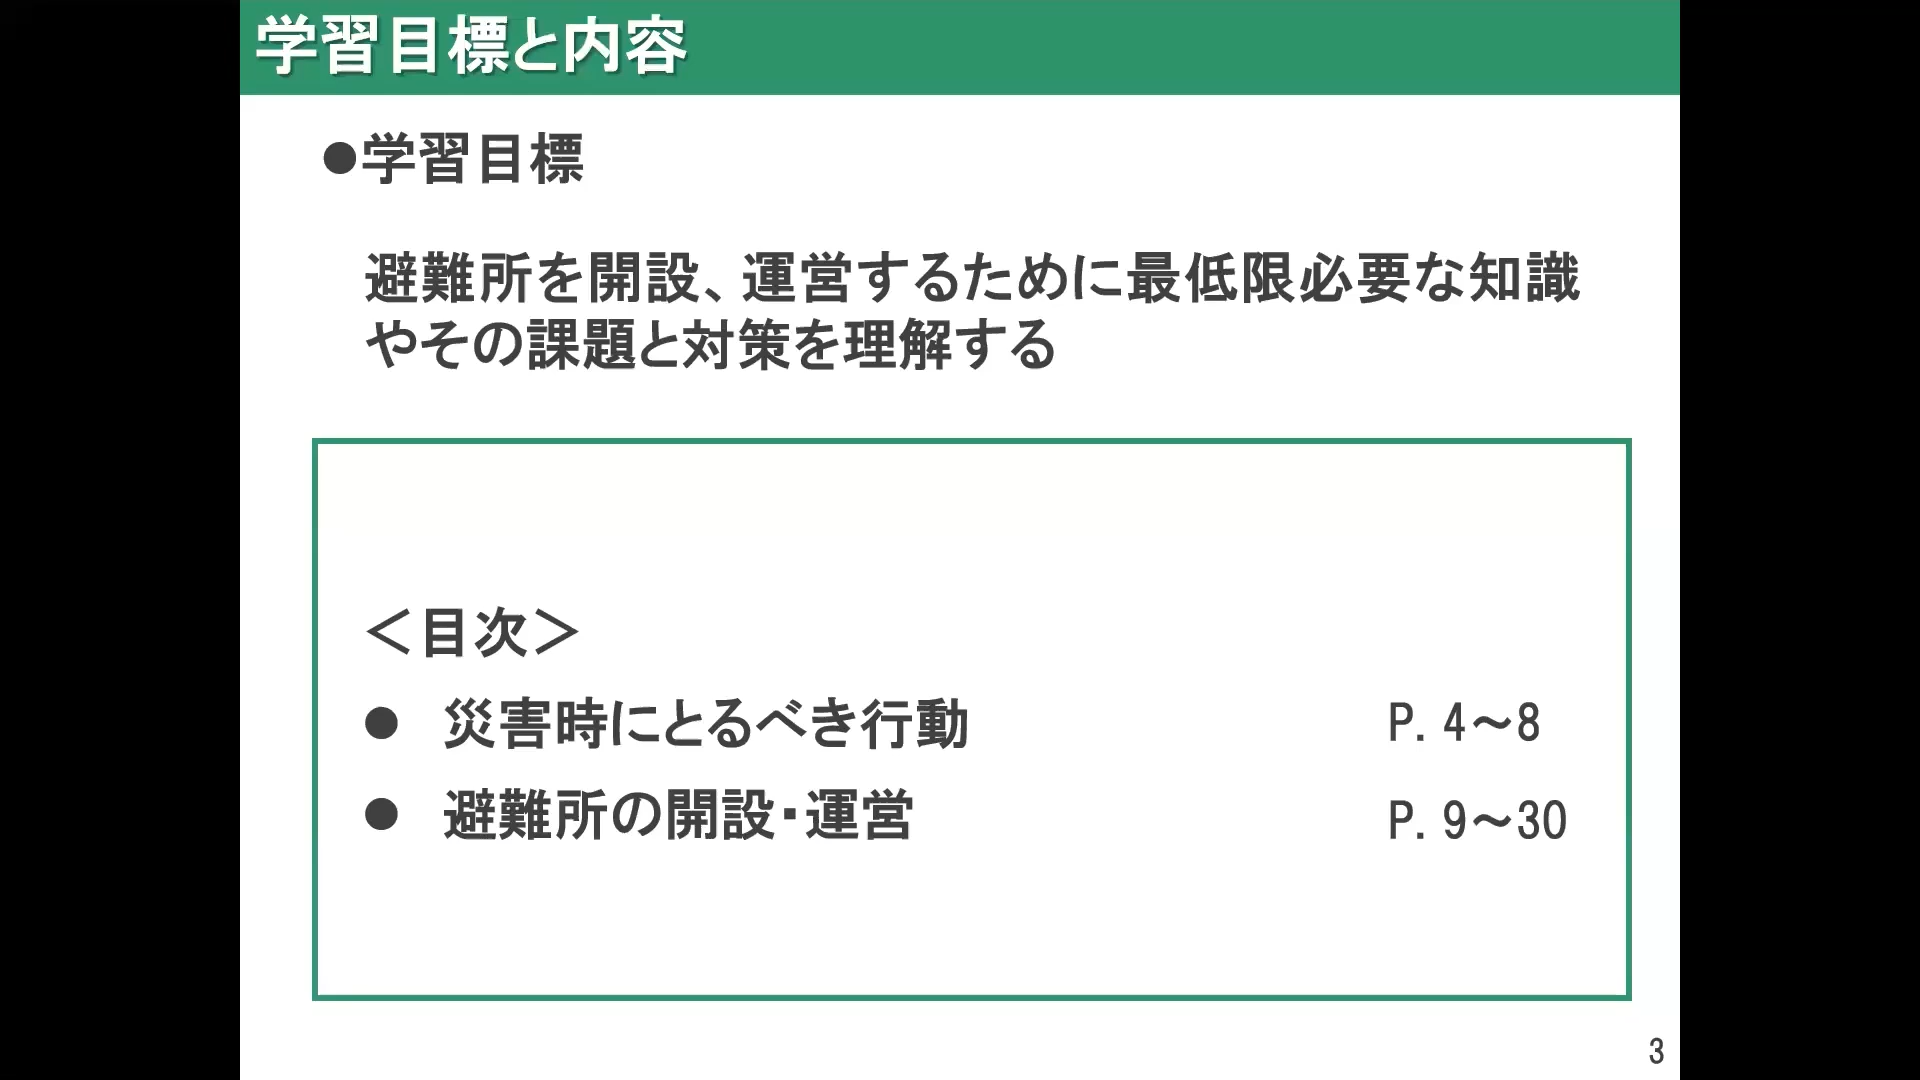 学習目標と内容
●学習目標
避難所を開設、運営するために最低限必要な知識
やその課題と対策を理解する
＜目次＞
● 災害時にとるべき行動 P. 4～8
● 避難所の開設・運営 P. 9～30
3